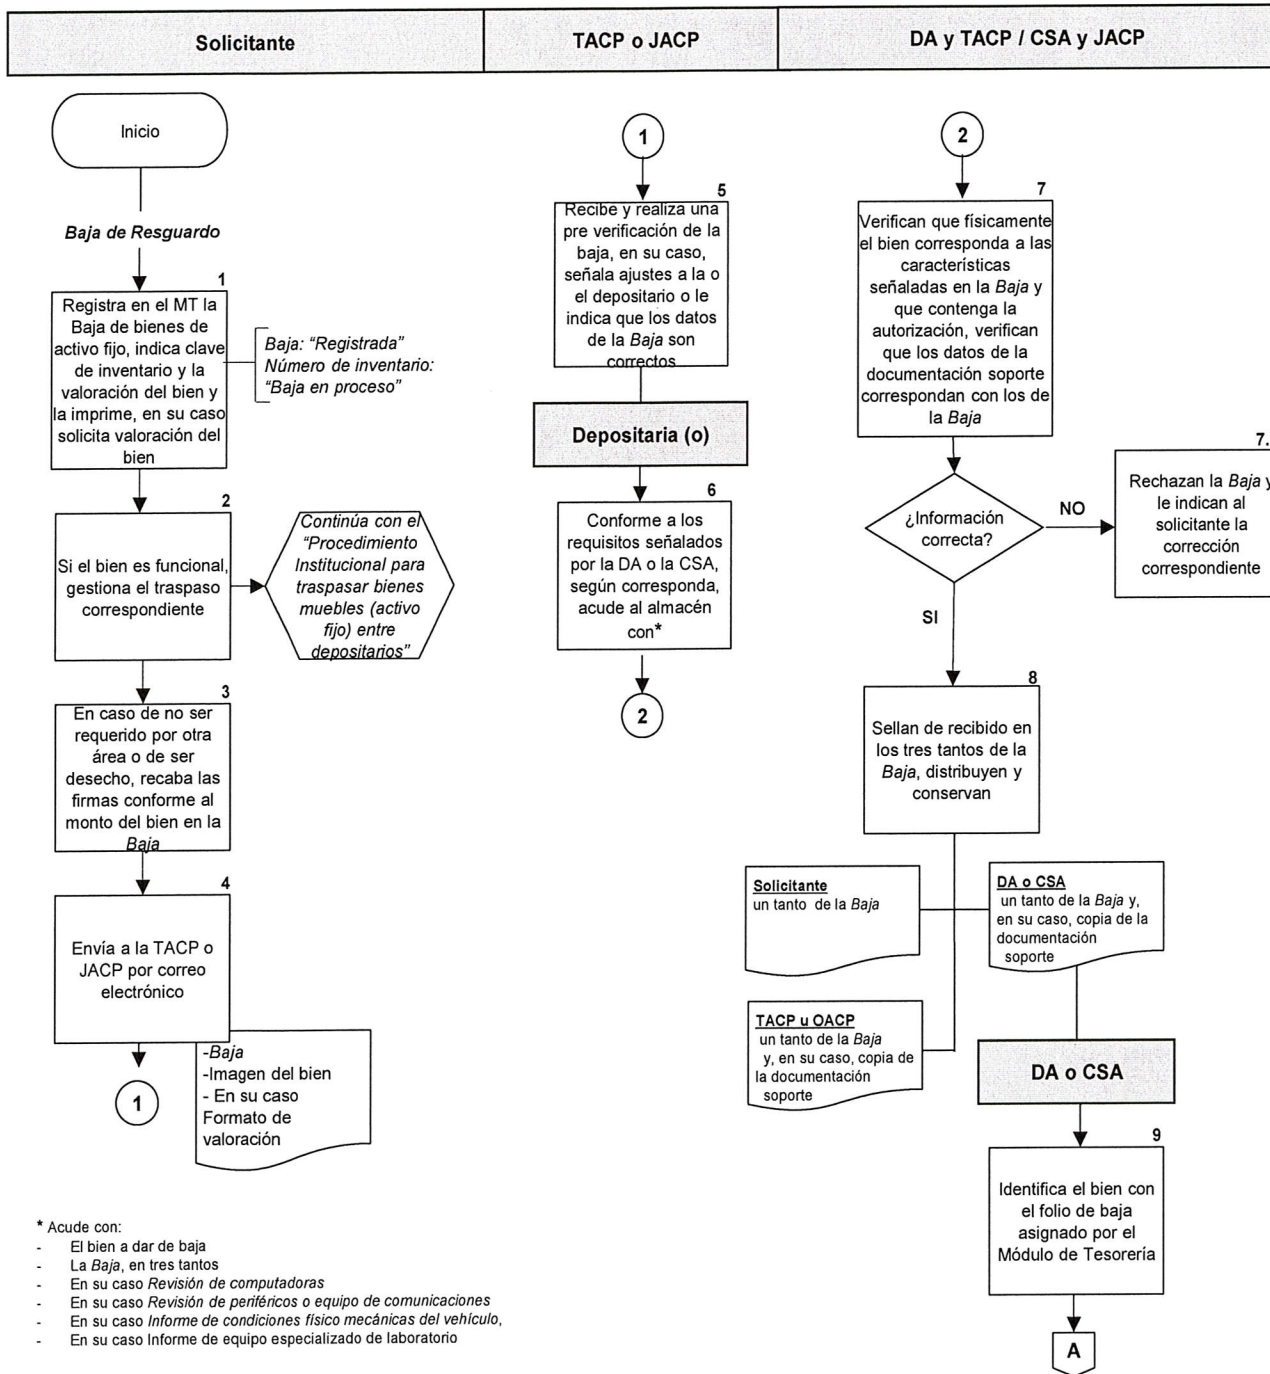 Solicitante
TACP o JACP
DA y TACP / CSA y JACP
Inicio
Baja de Resguardo
1
Registra en el MT la
Baja de bienes de
activo fijo, indica clave
de inventario y la
valoración del bien y
la imprime, en su caso
solicita valoración del
bien
Baja: “Registrada”
Número de inventario:
“Baja en proceso”
2
Si el bien es funcional,
gestiona el traspaso
correspondiente
Continúa con el
“Procedimiento
Institucional para
traspasar bienes
muebles (activo
fijo) entre
depositarios”
3
En caso de no ser
requerido por otra
área o de ser
desecho, recaba las
firmas conforme al
monto del bien en la
Baja
4
Envía a la TACP o
JACP por correo
electrónico
-Baja
-Imagen del bien
- En su caso
Formato de
valoración
1
1
5
Recibe y realiza una
pre verificación de la
baja, en su caso,
señala ajustes a la o
el depositario o le
indica que los datos
de la Baja son
correctos
Depositaria (o)
6
Conforme a los
requisitos señalados
por la DA o la CSA,
según corresponda,
acude al almacén
con*
2
2
7
Verifican que físicamente
el bien corresponda a las
características
señaladas en la Baja y
que contenga la
autorización, verifican
que los datos de la
documentación soporte
correspondan con los de
la Baja
¿Información
correcta?
NO
7.
Rechazan la Baja y
le indican al
solicitante la
corrección
correspondiente
SI
8
Sellan de recibido en
los tres tantos de la
Baja, distribuyen y
conservan
Solicitante
un tanto de la Baja
DA o CSA
un tanto de la Baja y,
en su caso, copia de la
documentación
soporte
TACP u OACP
un tanto de la Baja
y, en su caso, copia de
la documentación
soporte
DA o CSA
9
Identifica el bien con
el folio de baja
asignado por el
Módulo de Tesorería
A
* Acude con:
- El bien a dar de baja
- La Baja, en tres tantos
- En su caso Revisión de computadoras
- En su caso Revisión de periféricos o equipo de comunicaciones
- En su caso Informe de condiciones físico mecánicas del vehículo,
- En su caso Informe de equipo especializado de laboratorio